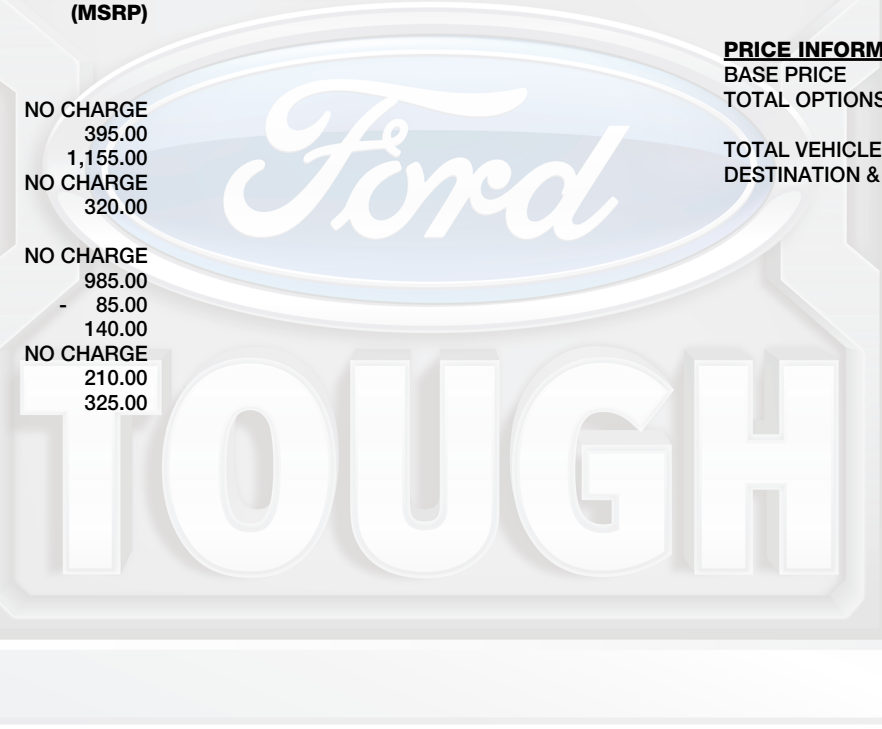 (MSRP)
NO CHARGE
395.00
1,155.00
NO CHARGE
320.00
NO CHARGE
985.00
- 85.00
140.00
NO CHARGE
210.00
325.00
PRICE INFORM
BASE PRICE
TOTAL OPTIONS
TOTAL VEHICLE
DESTINATION &
Ford
TOUGH